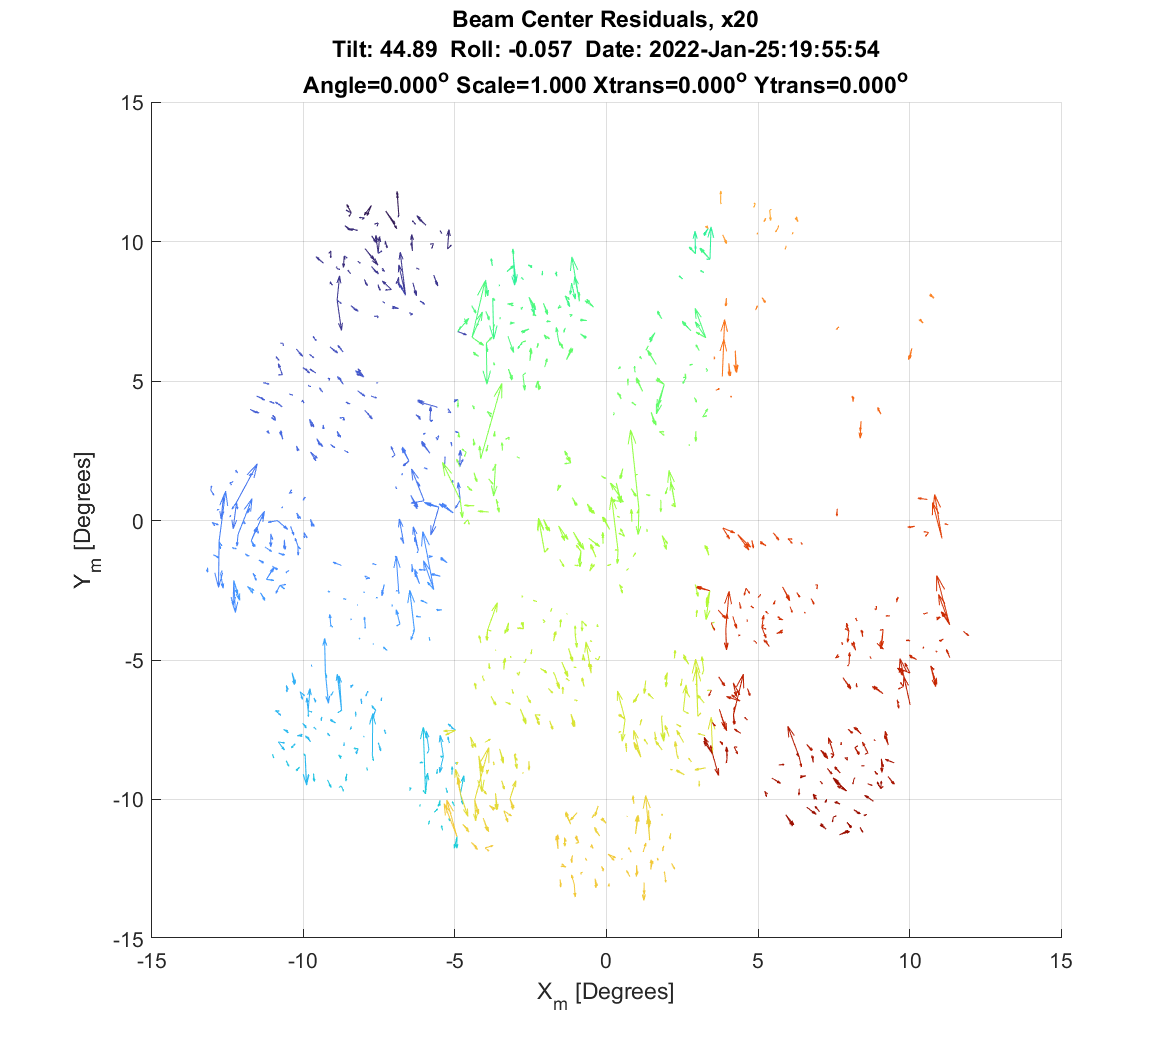 Beam Center Residuals, x20
Tilt: 44.89 Roll: -0.057 Date: 2022-Jan-25:19:55:54
Angle=0.000° Scale=1.000 Xtrans=0.000° Ytrans=0.000°
15
10
5
0
-5
-10
-15
Y_m [Degrees]
-15 -10 -5 0 5 10 15
X_m [Degrees]